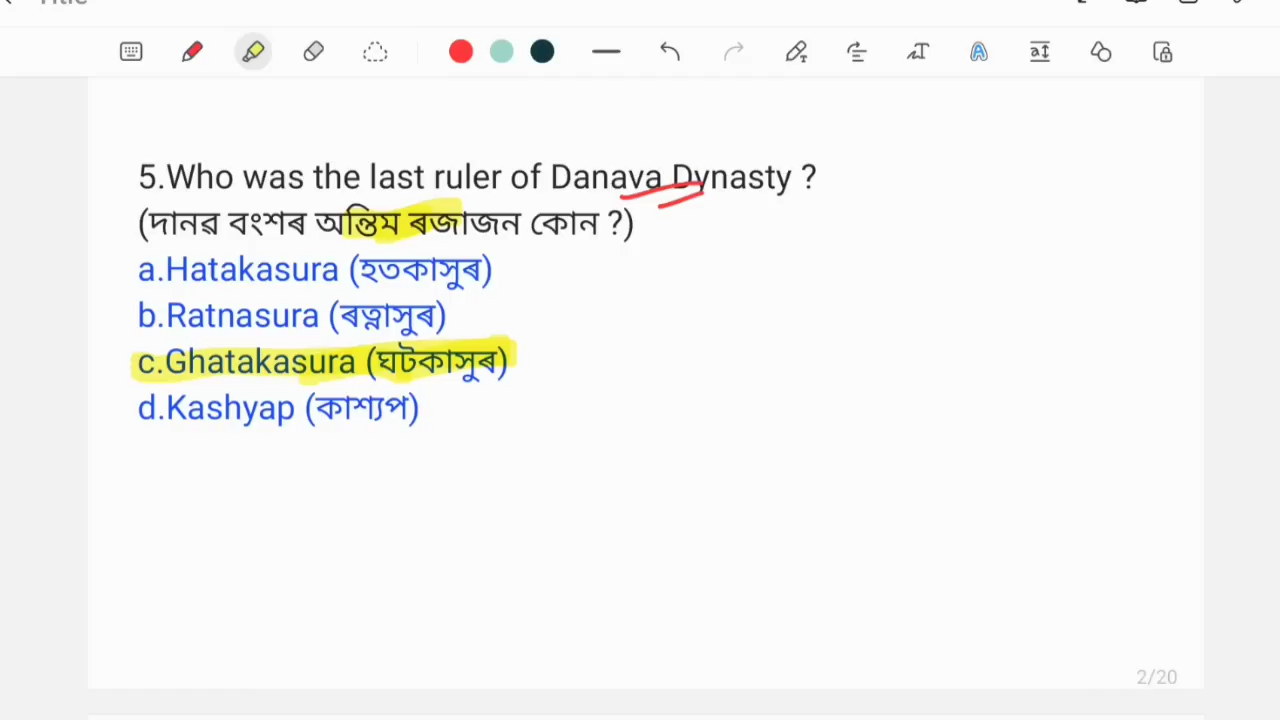 Title
5.Who was the last ruler of Danava Dynasty ?
(দানৱ বংশৰ অন্তিম ৰজাজন কোন ?)
a.Hatakasura (হতকাসুৰ)
b.Ratnasura (ৰত্নাসুৰ)
c.Ghatakasura (ঘটকাসুৰ)
d.Kashyap (কাশ্যপ)
2/20